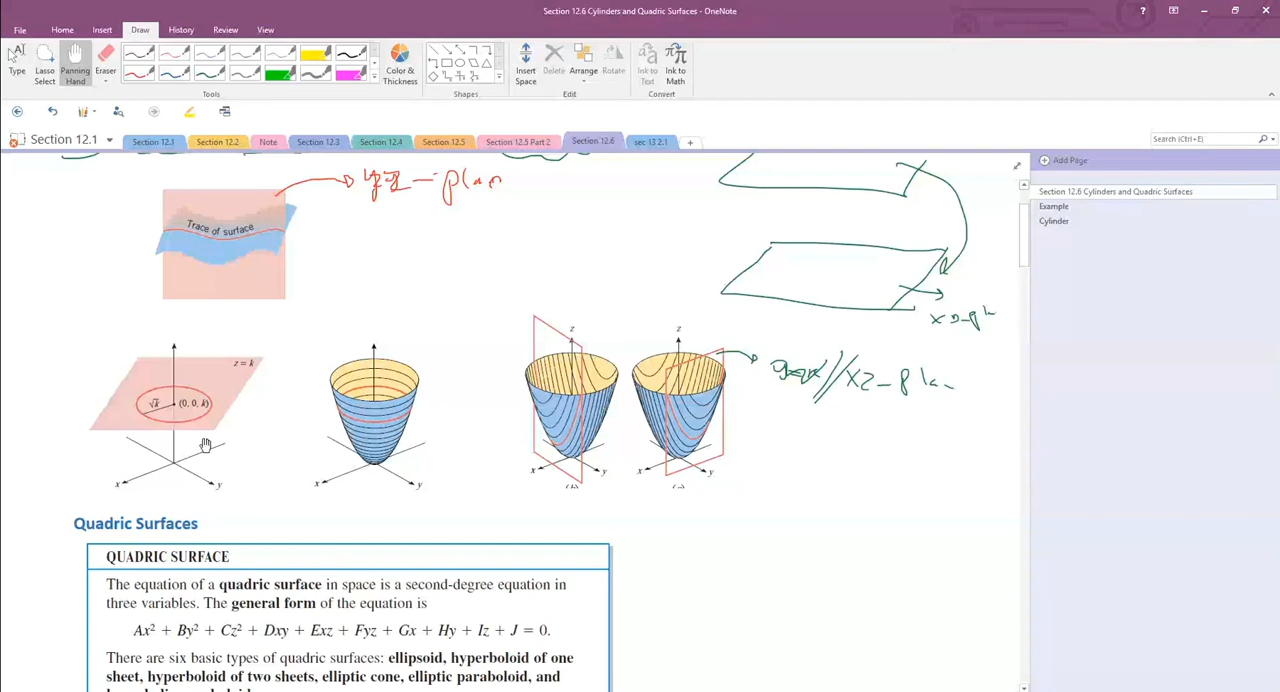 Section 12.6 Cylinders and Quadric Surfaces - OneNote
?
File Home Insert Draw History Review View
Type
Lasso Select
Panning Hand
Eraser
Color & Thickness
Insert Space
Delete
Arrange
Rotate
Ink to Text
Ink to Math
Tools
Shapes
Edit
Convert
Section 12.1
Section 12.1 Section 12.2 Note Section 12.3 Section 12.4 Section 12.5 Section 12.5 Part 2 Section 12.6 sec 13 2.1 +
Search (Ctrl+E)
Add Page
Section 12.6 Cylinders and Quadric Surfaces
Example
Cylinder
yz - plan
Trace of surface
z = k
√k (0, 0, k)
x y
x y
z
x y
z
x y
// xz - plan
Quadric Surfaces
QUADRIC SURFACE
The equation of a quadric surface in space is a second-degree equation in
three variables. The general form of the equation is
Ax² + By² + Cz² + Dxy + Exz + Fyz + Gx + Hy + Iz + J = 0.
There are six basic types of quadric surfaces: ellipsoid, hyperboloid of one
sheet, hyperboloid of two sheets, elliptic cone, elliptic paraboloid, and